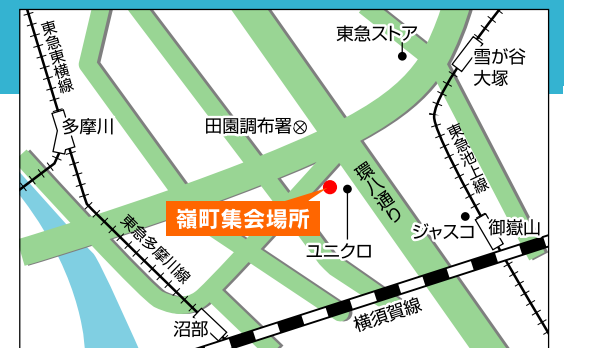 東急東横線
東急ストア
雪が谷
大塚
多摩川
田園調布署
東急池上線
環八通り
嶺町集会場所
ジャスコ
御嶽山
東急多摩川線
ユニクロ
横須賀線
沼部